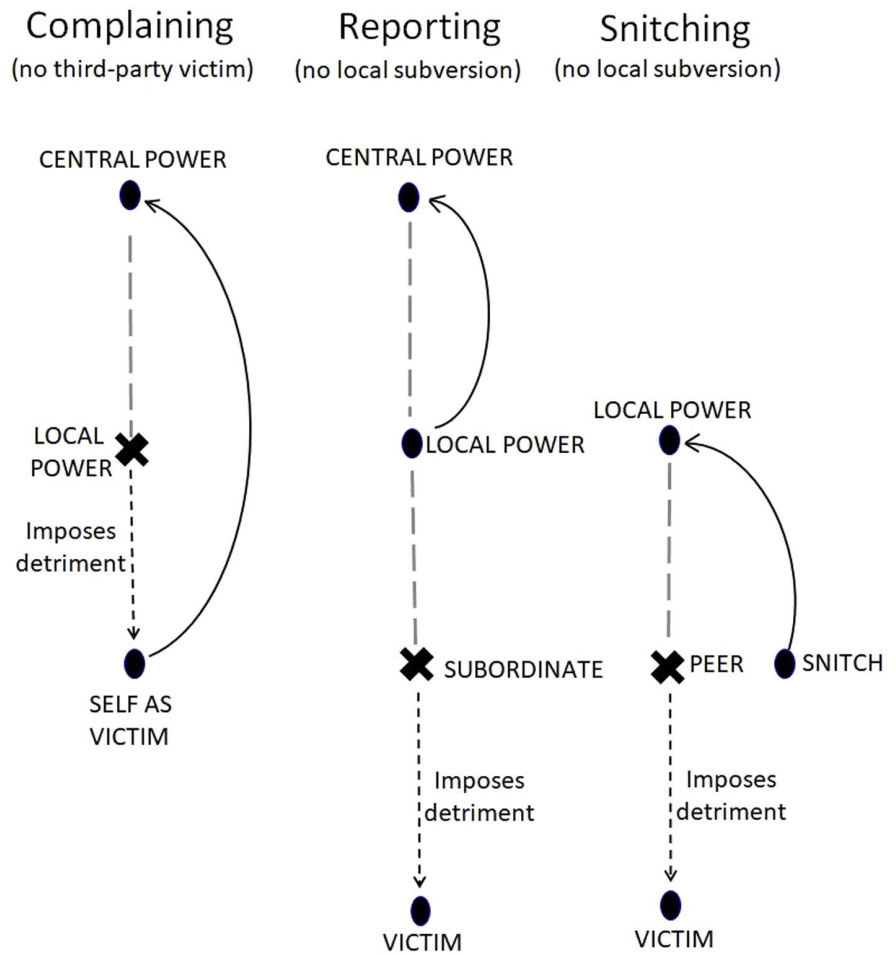 Complaining
(no third-party victim)
CENTRAL POWER
LOCAL
POWER
Imposes
detriment
SELF AS
VICTIM
Reporting
(no local subversion)
CENTRAL POWER
LOCAL POWER
SUBORDINATE
Imposes
detriment
VICTIM
Snitching
(no local subversion)
LOCAL POWER
PEER
SNITCH
Imposes
detriment
VICTIM